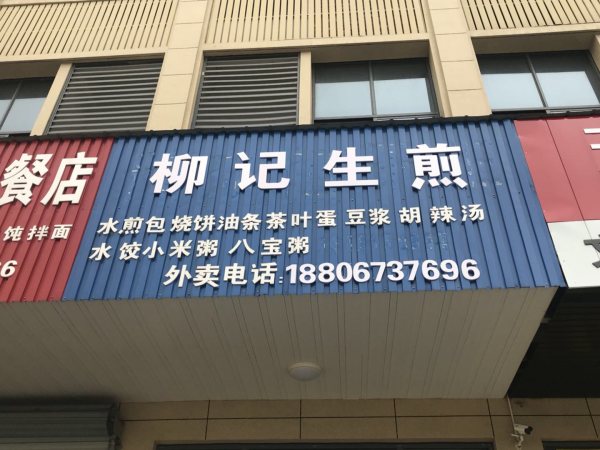 餐店
饨拌面
6
柳记生煎
水煎包烧饼油条茶叶蛋豆浆胡辣汤
水饺小米粥八宝粥
外卖电话:18806737696